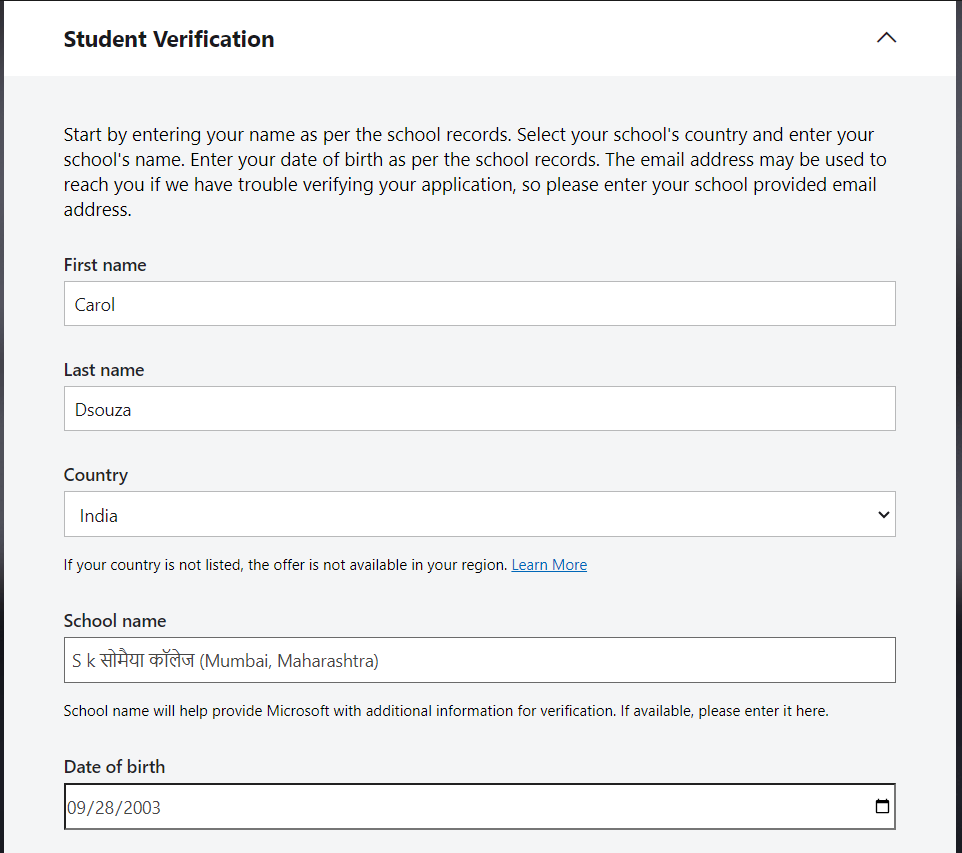 Student Verification
Start by entering your name as per the school records. Select your school's country and enter your
school's name. Enter your date of birth as per the school records. The email address may be used to
reach you if we have trouble verifying your application, so please enter your school provided email
address.
First name
Carol
Last name
Dsouza
Country
India
If your country is not listed, the offer is not available in your region. Learn More
School name
S k सोमैया कॉलेज (Mumbai, Maharashtra)
School name will help provide Microsoft with additional information for verification. If available, please enter it here.
Date of birth
09/28/2003